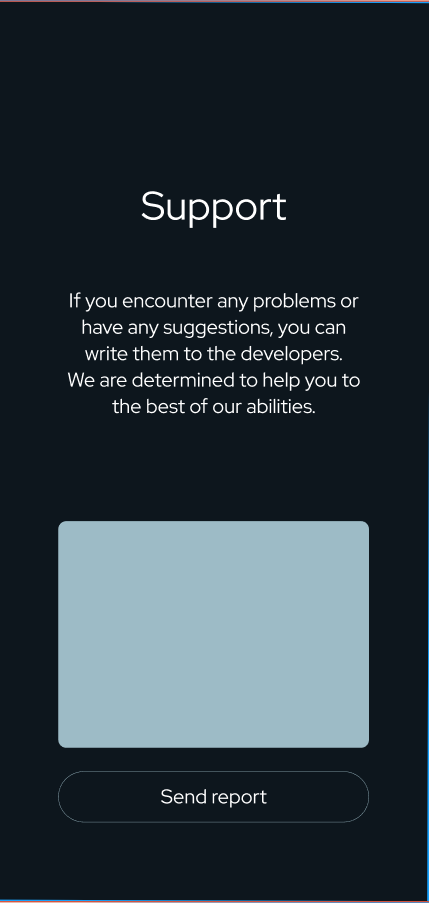 Support
If you encounter any problems or
have any suggestions, you can
write them to the developers.
We are determined to help you to
the best of our abilities.
Send report